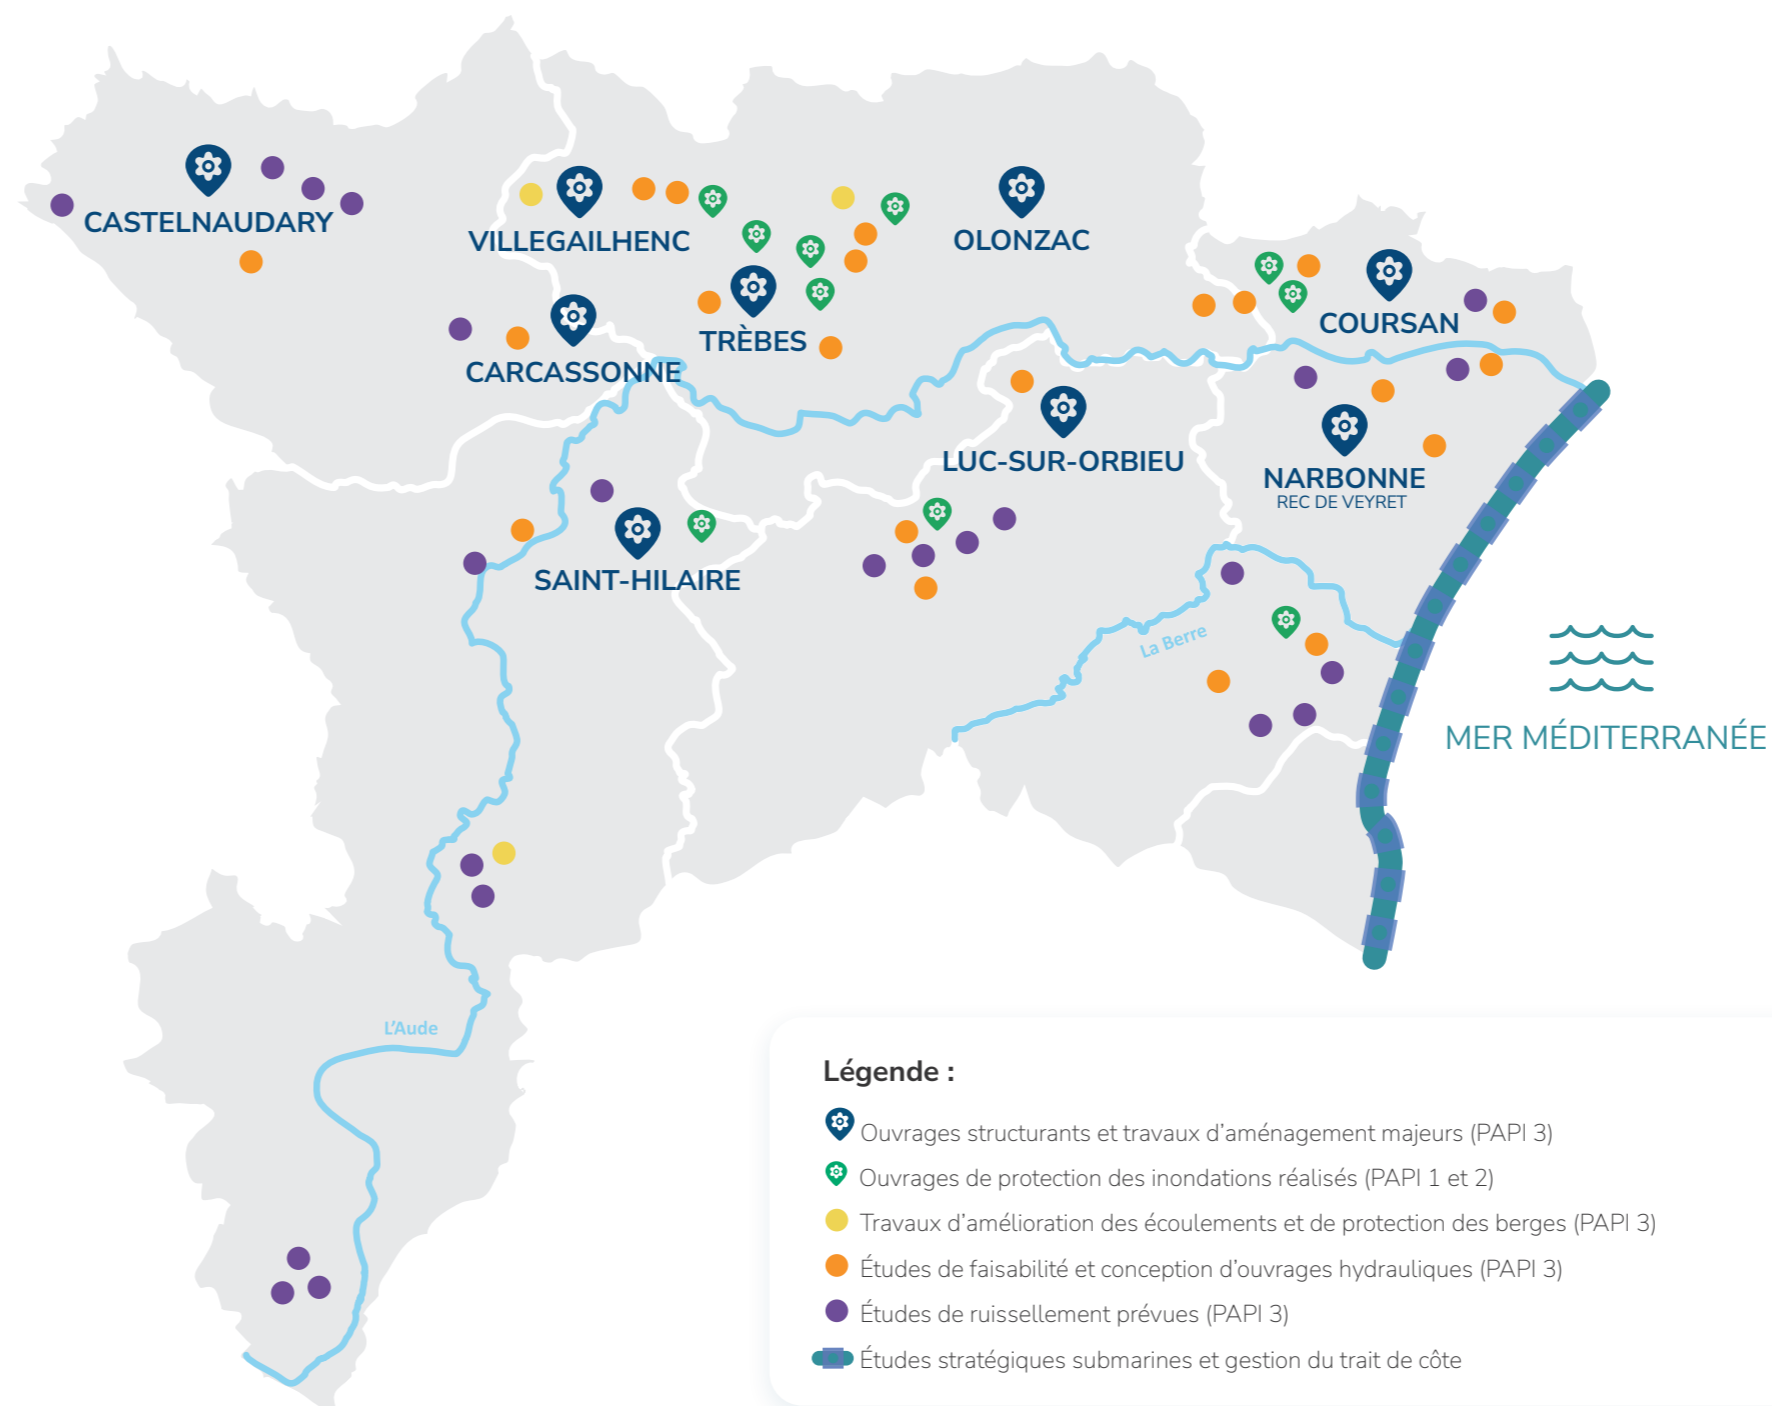 CASTELNAUDARY
VILLEGAILHENC
OLONZAC
TRÈBES
COURSAN
CARCASSONNE
LUC-SUR-ORBIEU
NARBONNE
REC DE VEYRET
SAINT-HILAIRE
La Berre
MER MÉDITERRANÉE
L'Aude
Légende :
Ouvrages structurants et travaux d'aménagement majeurs (PAPI 3)
Ouvrages de protection des inondations réalisés (PAPI 1 et 2)
Travaux d'amélioration des écoulements et de protection des berges (PAPI 3)
Études de faisabilité et conception d'ouvrages hydrauliques (PAPI 3)
Études de ruissellement prévues (PAPI 3)
Études stratégiques submarines et gestion du trait de côte